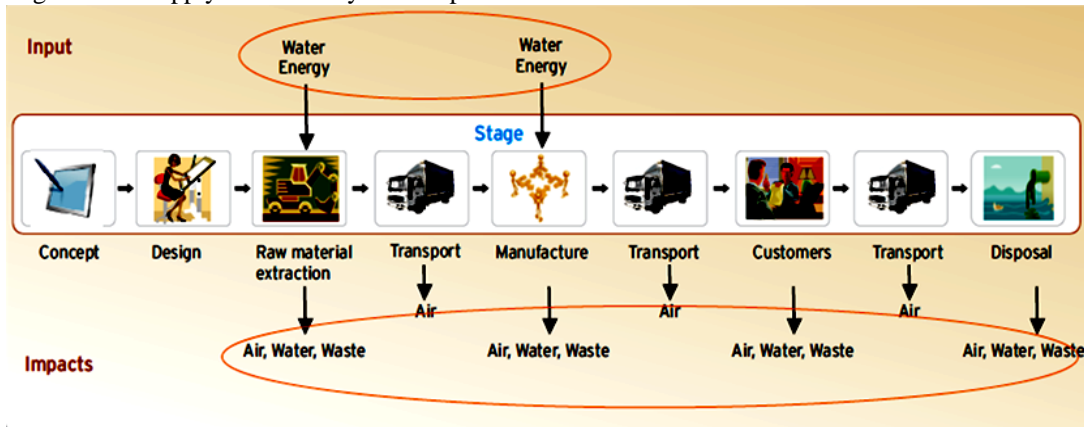 Input
Water
Energy
Water
Energy
Stage
Concept
Design
Raw material
extraction
Transport
Manufacture
Transport
Customers
Transport
Disposal
Air
Air
Air
Air, Water, Waste
Air, Water, Waste
Air, Water, Waste
Air, Water, Waste
Impacts